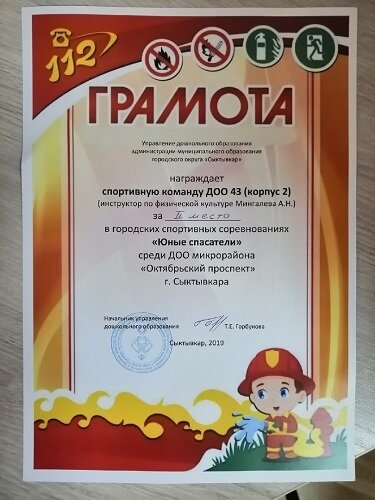 112
ГРАМОТА
Управление дошкольного образования
администрации муниципального образования
городского округа «Сыктывкар»
награждает
спортивную команду ДОО 43 (корпус 2)
(инструктор по физической культуре Мингалева А.Н.)
за II место
в городских спортивных соревнованиях
«Юные спасатели»
среди ДОО микрорайона
«Октябрьский проспект»
г. Сыктывкара
Начальник управления
дошкольного образования Т.Е. Горбунова
Сыктывкар, 2019